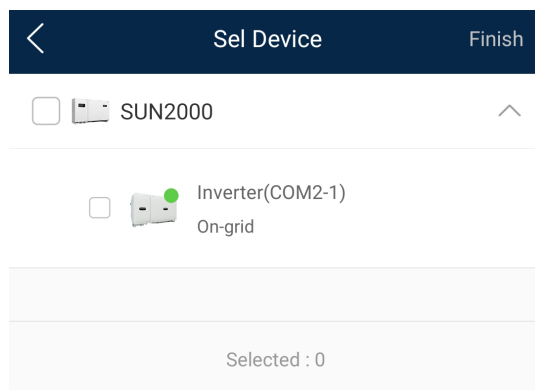 Sel Device
Finish
SUN2000
Inverter(COM2-1)
On-grid
Selected : 0